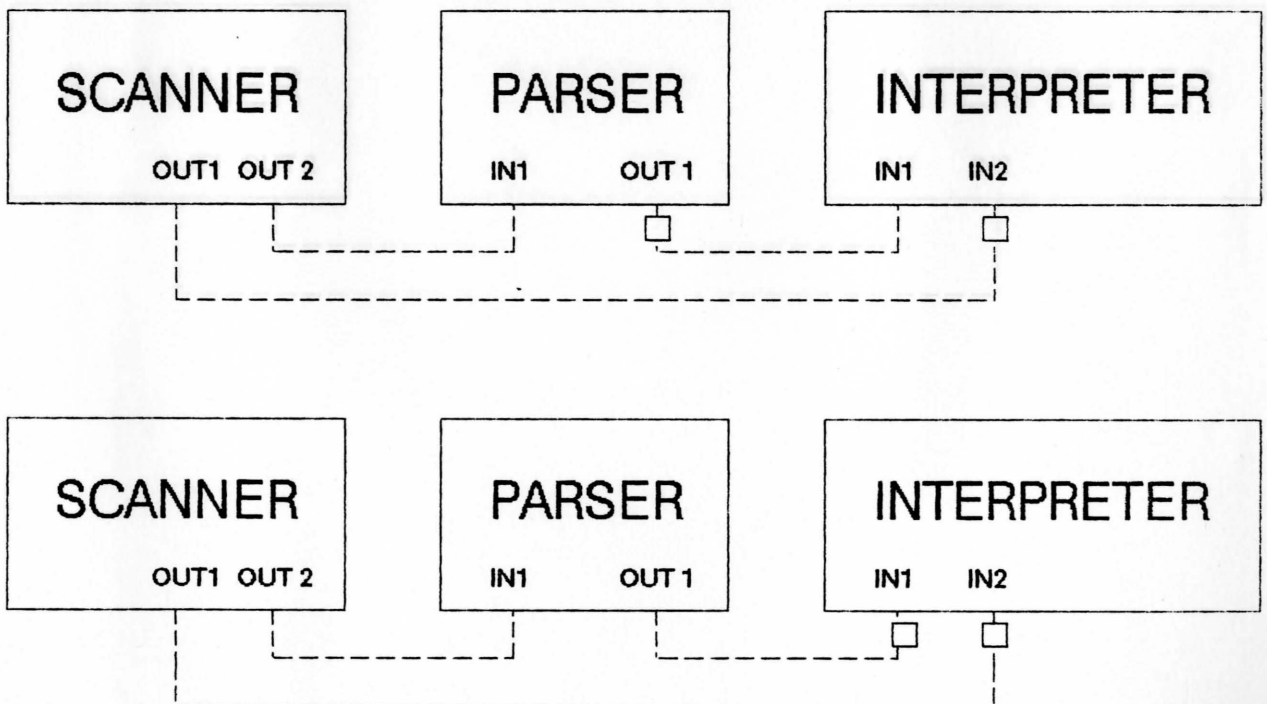 SCANNER PARSER INTERPRETER
OUT1 OUT 2 IN1 OUT 1 IN1 IN2
SCANNER PARSER INTERPRETER
OUT1 OUT 2 IN1 OUT 1 IN1 IN2